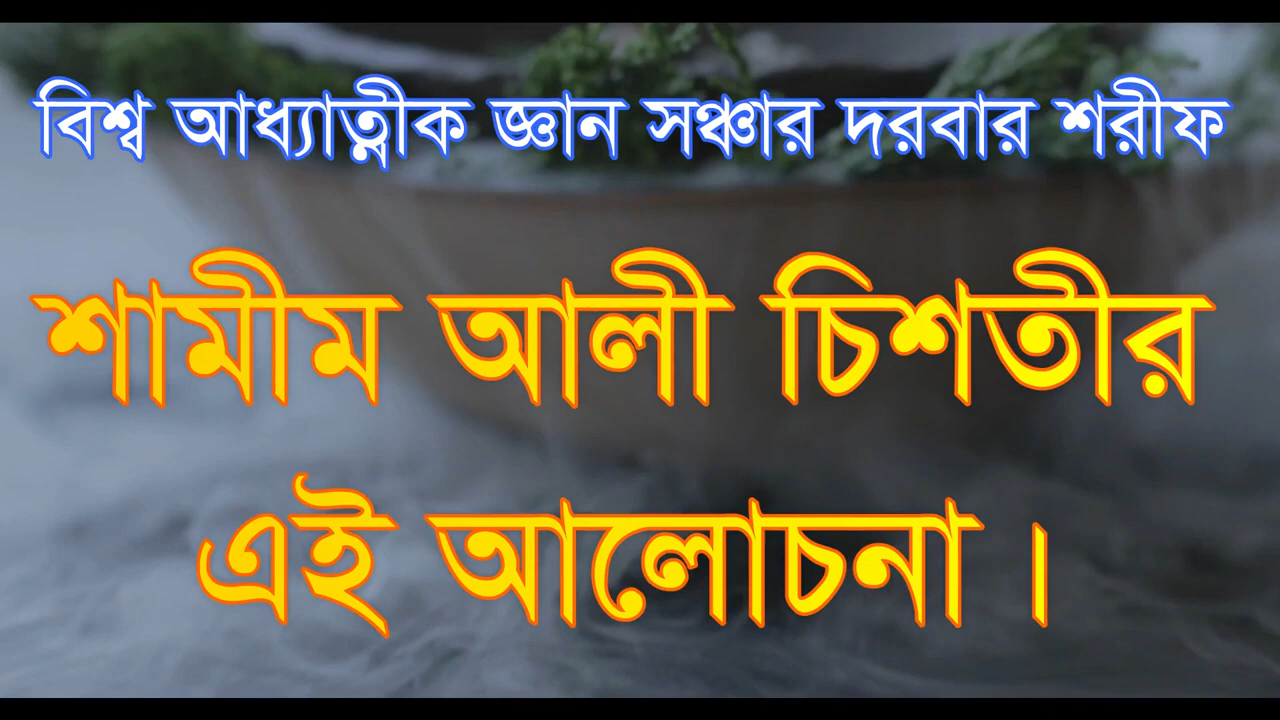 বিশ্ব আধ্যাত্নীক জ্ঞান সঞ্চার দরবার শরীফ
শামীম আলী চিশতীর
এই আলোচনা ।